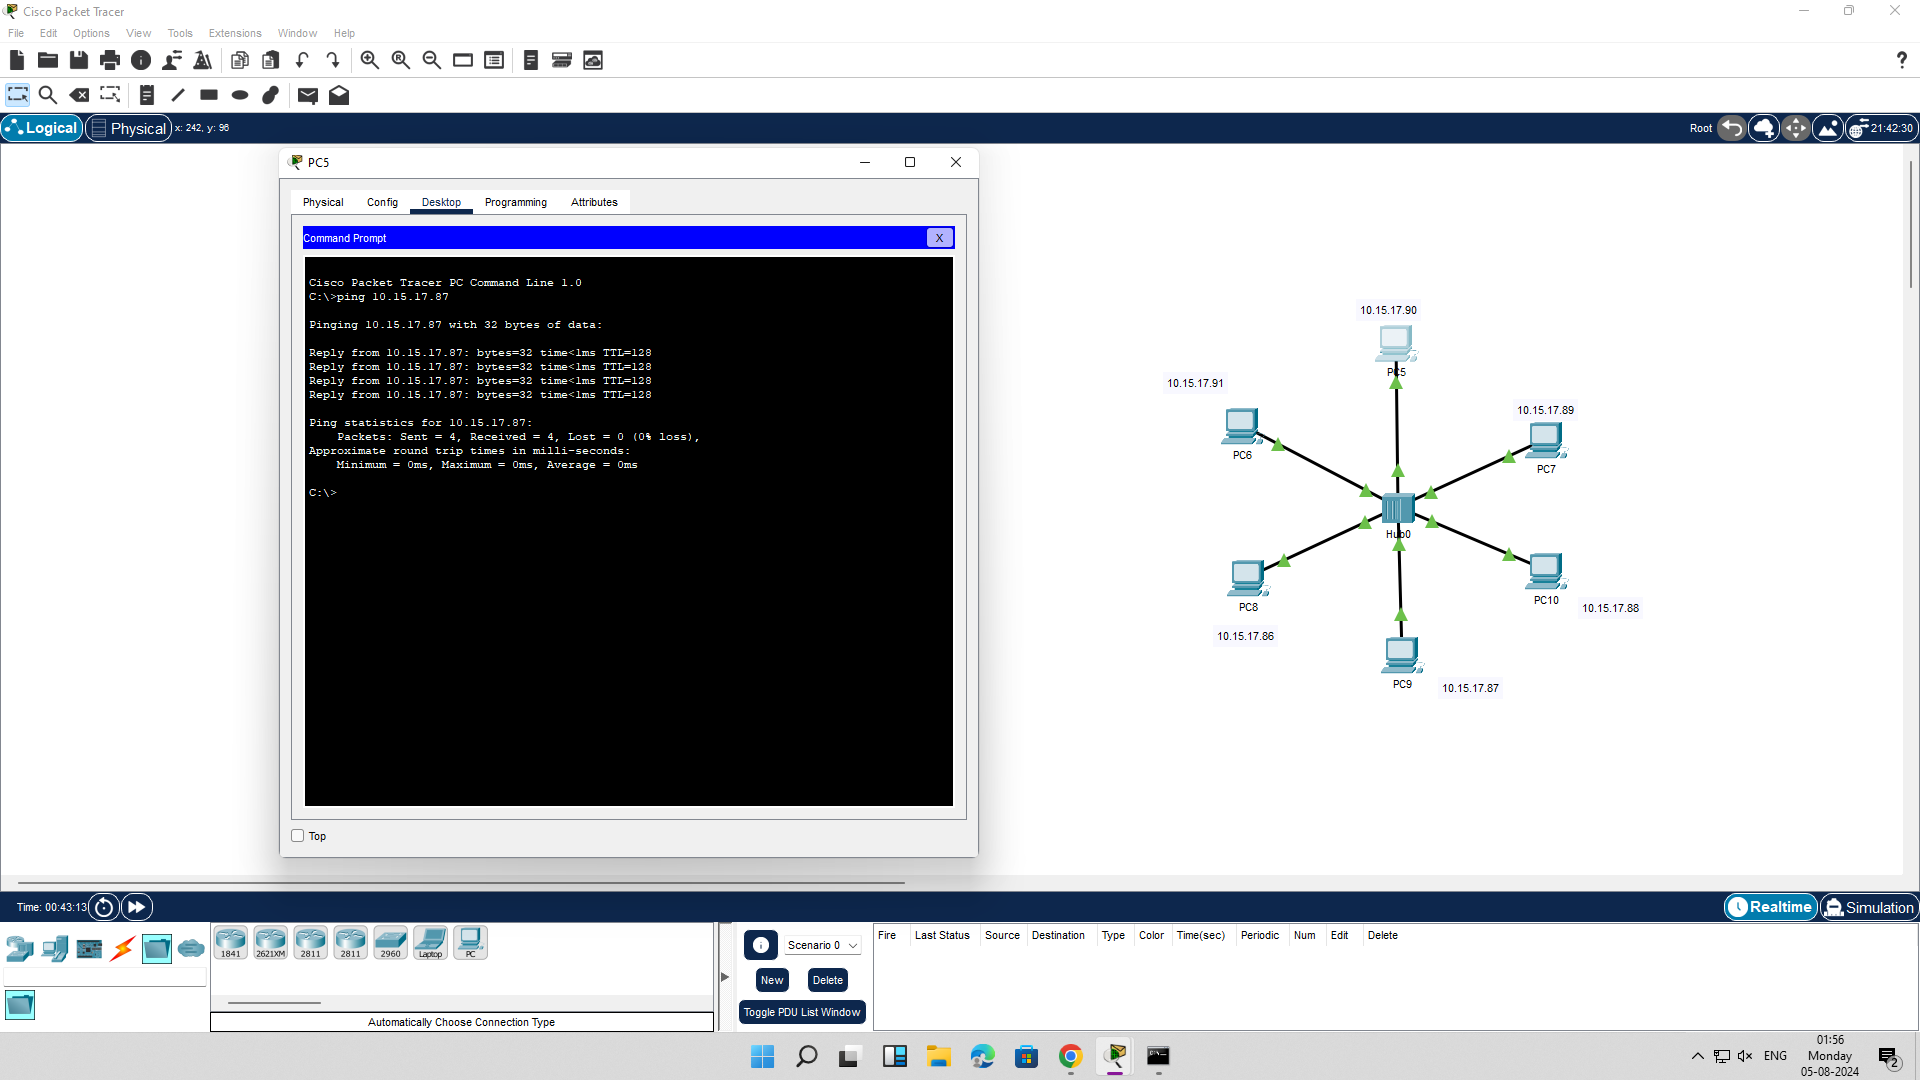 Cisco Packet Tracer
File Edit Options View Tools Extensions Window Help
Logical Physical x: 242, y: 96 Root 21:42:30
PC5
Physical Config Desktop Programming Attributes
Command Prompt X
Cisco Packet Tracer PC Command Line 1.0
C:\>ping 10.15.17.87
Pinging 10.15.17.87 with 32 bytes of data:
Reply from 10.15.17.87: bytes=32 time<1ms TTL=128
Reply from 10.15.17.87: bytes=32 time<1ms TTL=128
Reply from 10.15.17.87: bytes=32 time<1ms TTL=128
Reply from 10.15.17.87: bytes=32 time<1ms TTL=128
Ping statistics for 10.15.17.87:
Packets: Sent = 4, Received = 4, Lost = 0 (0% loss),
Approximate round trip times in milli-seconds:
Minimum = 0ms, Maximum = 0ms, Average = 0ms
C:\>
Top
10.15.17.90
PC5
10.15.17.91
PC6
10.15.17.89
PC7
Hub0
PC8
10.15.17.86
PC10
10.15.17.88
PC9
10.15.17.87
Time: 00:43:13
Realtime Simulation
1841 2621XM 2811 2811 2960 Laptop PC
Automatically Choose Connection Type
Scenario 0
New Delete
Toggle PDU List Window
Fire Last Status Source Destination Type Color Time(sec) Periodic Num Edit Delete
ENG
01:56
Monday
05-08-2024
2